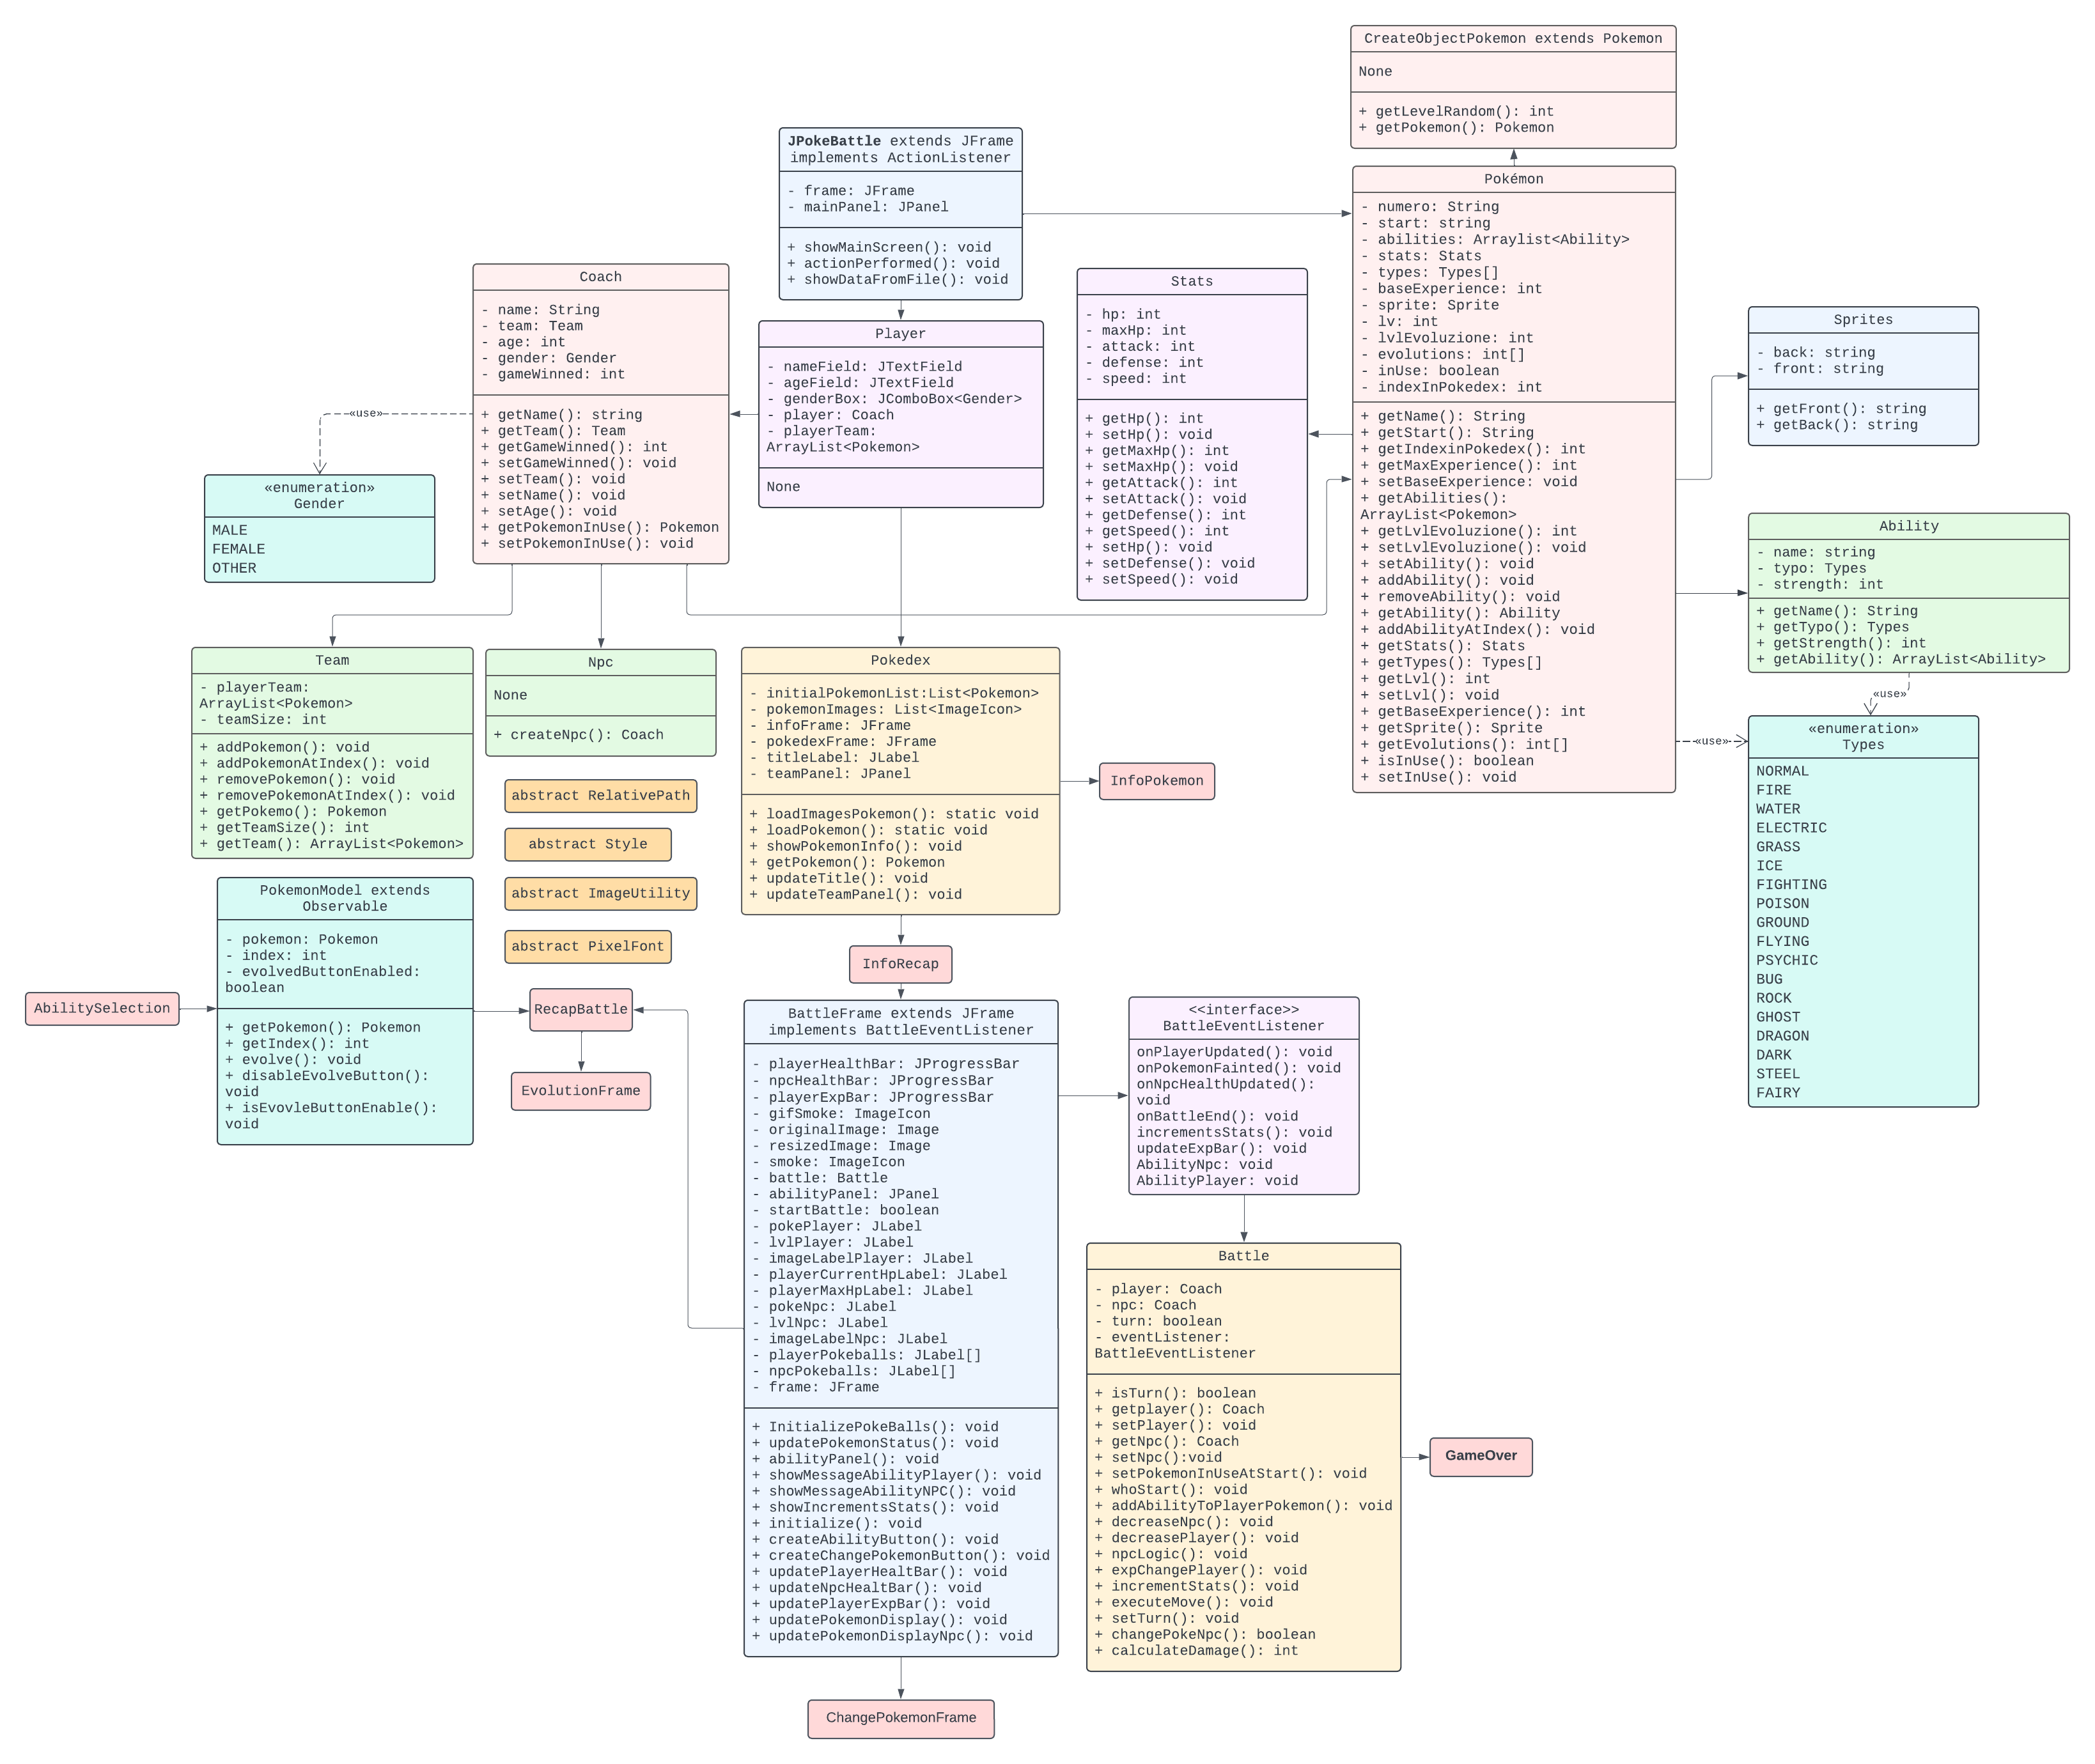 CreateObjectPokemon extends Pokemon
None
+ getLevelRandom(): int
+ getPokemon(): Pokemon
JPokeBattle extends JFrame
implements ActionListener
- frame: JFrame
- mainPanel: JPanel
+ showMainScreen(): void
+ actionPerformed(): void
+ showDataFromFile(): void
Pokémon
- numero: String
- start: string
- abilities: Arraylist<Ability>
- stats: Stats
- types: Types[]
- baseExperience: int
- sprite: Sprite
- lv: int
- lvlEvoluzione: int
- evolutions: int[]
- inUse: boolean
- indexInPokedex: int
+ getName(): String
+ getStart(): String
+ getIndexinPokedex(): int
+ getMaxExperience(): int
+ setBaseExperience: void
+ getAbilities():
ArrayList<Pokemon>
+ getLvlEvoluzione(): int
+ setLvlEvoluzione(): void
+ setAbility(): void
+ addAbility(): void
+ removeAbility(): void
+ getAbility(): Ability
+ addAbilityAtIndex(): void
+ getStats(): Stats
+ getTypes(): Types[]
+ getLvl(): int
+ setLvl(): void
+ getBaseExperience(): int
+ getSprite(): Sprite
+ getEvolutions(): int[]
+ isInUse(): boolean
+ setInUse(): void
Coach
- name: String
- team: Team
- age: int
- gender: Gender
- gameWinned: int
+ getName(): string
+ getTeam(): Team
+ getGameWinned(): int
+ setGameWinned(): void
+ setTeam(): void
+ setName(): void
+ setAge(): void
+ getPokemonInUse(): Pokemon
+ setPokemonInUse(): void
Stats
- hp: int
- maxHp: int
- attack: int
- defense: int
- speed: int
+ getHp(): int
+ setHp(): void
+ getMaxHp(): int
+ setMaxHp(): void
+ getAttack(): int
+ setAttack(): void
+ getDefense(): int
+ getSpeed(): int
+ setHp(): void
+ setDefense(): void
+ setSpeed(): void
Sprites
- back: string
- front: string
+ getFront(): string
+ getBack(): string
Player
- nameField: JTextField
- ageField: JTextField
- genderBox: JComboBox<Gender>
- player: Coach
- playerTeam:
ArrayList<Pokemon>
None
«use»
«enumeration»
Gender
MALE
FEMALE
OTHER
Ability
- name: string
- typo: Types
- strength: int
+ getName(): String
+ getTypo(): Types
+ getStrength(): int
+ getAbility(): ArrayList<Ability>
«use»
«use»
«enumeration»
Types
NORMAL
FIRE
WATER
ELECTRIC
GRASS
ICE
FIGHTING
POISON
GROUND
FLYING
PSYCHIC
BUG
ROCK
GHOST
DRAGON
DARK
STEEL
FAIRY
Team
- playerTeam:
ArrayList<Pokemon>
- teamSize: int
+ addPokemon(): void
+ addPokemonAtIndex(): void
+ removePokemon(): void
+ removePokemonAtIndex(): void
+ getPokemo(): Pokemon
+ getTeamSize(): int
+ getTeam(): ArrayList<Pokemon>
Npc
None
+ createNpc(): Coach
Pokedex
- initialPokemonList:List<Pokemon>
- pokemonImages: List<ImageIcon>
- infoFrame: JFrame
- pokedexFrame: JFrame
- titleLabel: JLabel
- teamPanel: JPanel
+ loadImagesPokemon(): static void
+ loadPokemon(): static void
+ showPokemonInfo(): void
+ getPokemon(): Pokemon
+ updateTitle(): void
+ updateTeamPanel(): void
InfoPokemon
abstract RelativePath
abstract Style
abstract ImageUtility
abstract PixelFont
PokemonModel extends
Observable
- pokemon: Pokemon
- index: int
- evolvedButtonEnabled:
boolean
+ getPokemon(): Pokemon
+ getIndex(): int
+ evolve(): void
+ disableEvolveButton():
void
+ isEvovleButtonEnable():
void
AbilitySelection
RecapBattle
EvolutionFrame
InfoRecap
BattleFrame extends JFrame
implements BattleEventListener
- playerHealthBar: JProgressBar
- npcHealthBar: JProgressBar
- playerExpBar: JProgressBar
- gifSmoke: ImageIcon
- originalImage: Image
- resizedImage: Image
- smoke: ImageIcon
- battle: Battle
- abilityPanel: JPanel
- startBattle: boolean
- pokePlayer: JLabel
- lvlPlayer: JLabel
- imageLabelPlayer: JLabel
- playerCurrentHpLabel: JLabel
- playerMaxHpLabel: JLabel
- pokeNpc: JLabel
- lvlNpc: JLabel
- imageLabelNpc: JLabel
- playerPokeballs: JLabel[]
- npcPokeballs: JLabel[]
- frame: JFrame
+ InitializePokeBalls(): void
+ updatePokemonStatus(): void
+ abilityPanel(): void
+ showMessageAbilityPlayer(): void
+ showMessageAbilityNPC(): void
+ showIncrementsStats(): void
+ initialize(): void
+ createAbilityButton(): void
+ createChangePokemonButton(): void
+ updatePlayerHealtBar(): void
+ updateNpcHealtBar(): void
+ updatePlayerExpBar(): void
+ updatePokemonDisplay(): void
+ updatePokemonDisplayNpc(): void
<<interface>>
BattleEventListener
onPlayerUpdated(): void
onPokemonFainted(): void
onNpcHealthUpdated():
void
onBattleEnd(): void
incrementsStats(): void
updateExpBar(): void
AbilityNpc: void
AbilityPlayer: void
Battle
- player: Coach
- npc: Coach
- turn: boolean
- eventListener:
BattleEventListener
+ isTurn(): boolean
+ getplayer(): Coach
+ setPlayer(): void
+ getNpc(): Coach
+ setNpc():void
+ setPokemonInUseAtStart(): void
+ whoStart(): void
+ addAbilityToPlayerPokemon(): void
+ decreaseNpc(): void
+ decreasePlayer(): void
+ npcLogic(): void
+ expChangePlayer(): void
+ incrementStats(): void
+ executeMove(): void
+ setTurn(): void
+ changePokeNpc(): boolean
+ calculateDamage(): int
GameOver
ChangePokemonFrame